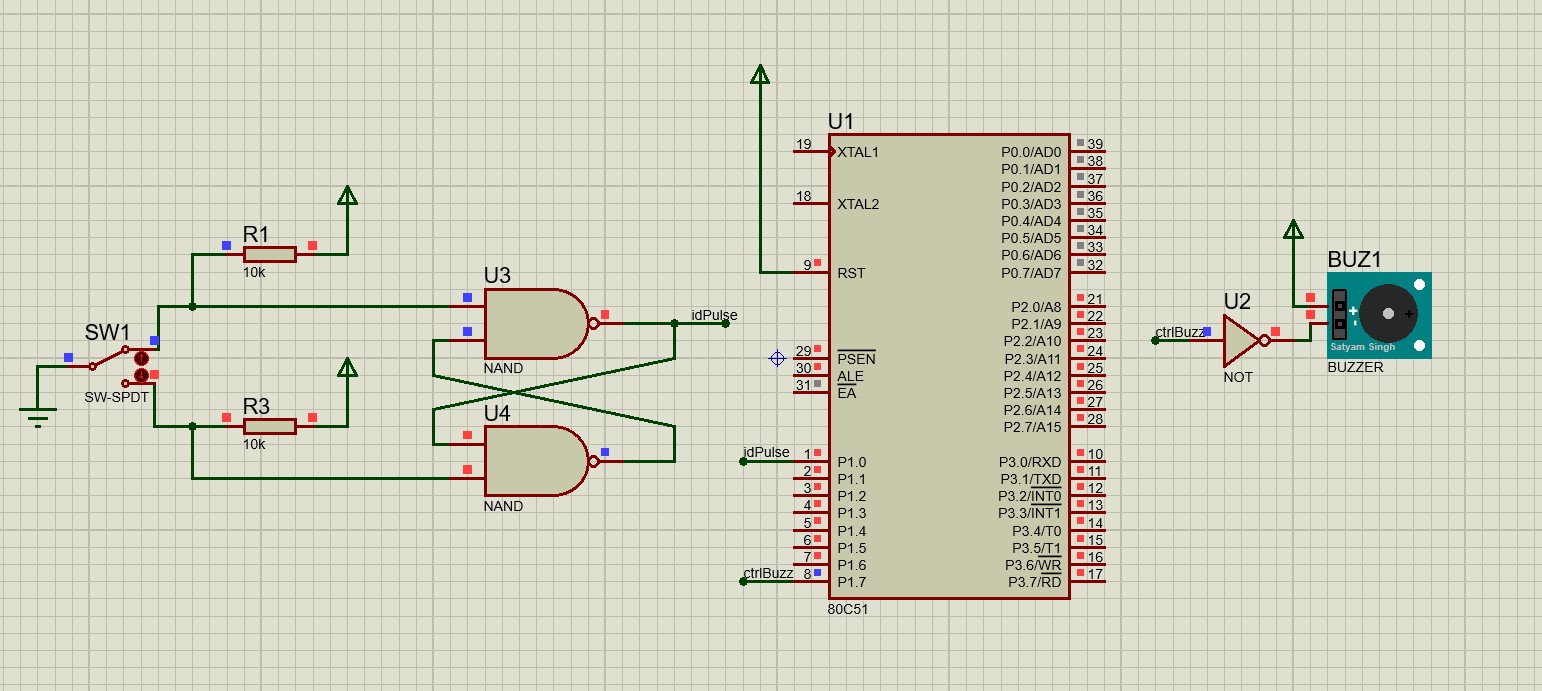 R1
10k
SW1
SW-SPDT
R3
10k
U3
NAND
U4
NAND
idPulse
U1
19
XTAL1
18
XTAL2
9
RST
29
PSEN
30
ALE
31
EA
idPulse
1
P1.0
2
P1.1
3
P1.2
4
P1.3
5
P1.4
6
P1.5
7
P1.6
ctrlBuzz
8
P1.7
P0.0/AD0
39
P0.1/AD1
38
P0.2/AD2
37
P0.3/AD3
36
P0.4/AD4
35
P0.5/AD5
34
P0.6/AD6
33
P0.7/AD7
32
P2.0/A8
21
P2.1/A9
22
P2.2/A10
23
P2.3/A11
24
P2.4/A12
25
P2.5/A13
26
P2.6/A14
27
P2.7/A15
28
P3.0/RXD
10
P3.1/TXD
11
P3.2/INT0
12
P3.3/INT1
13
P3.4/T0
14
P3.5/T1
15
P3.6/WR
16
P3.7/RD
17
80C51
ctrlBuzz
U2
NOT
BUZ1
+
-
+
Satyam Singh
BUZZER